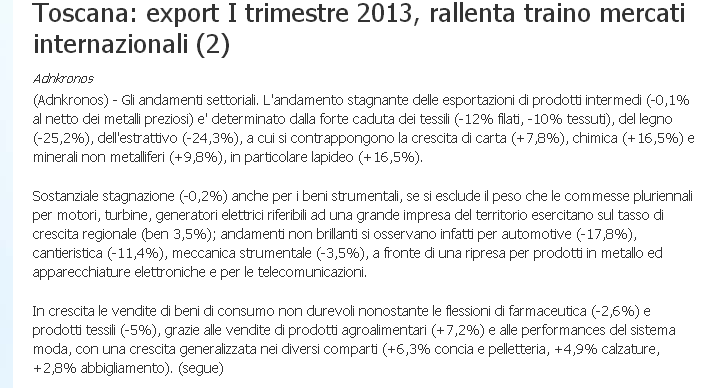 Toscana: export I trimestre 2013, rallenta traino mercati
internazionali (2)
Adnkronos
(Adnkronos) - Gli andamenti settoriali. L'andamento stagnante delle esportazioni di prodotti intermedi (-0,1%
al netto dei metalli preziosi) e' determinato dalla forte caduta dei tessili (-12% filati, -10% tessuti), del legno
(-25,2%), dell'estrattivo (-24,3%), a cui si contrappongono la crescita di carta (+7,8%), chimica (+16,5%) e
minerali non metalliferi (+9,8%), in particolare lapideo (+16,5%).
Sostanziale stagnazione (-0,2%) anche per i beni strumentali, se si esclude il peso che le commesse pluriennali
per motori, turbine, generatori elettrici riferibili ad una grande impresa del territorio esercitano sul tasso di
crescita regionale (ben 3,5%); andamenti non brillanti si osservano infatti per automotive (-17,8%),
cantieristica (-11,4%), meccanica strumentale (-3,5%), a fronte di una ripresa per prodotti in metallo ed
apparecchiature elettroniche e per le telecomunicazioni.
In crescita le vendite di beni di consumo non durevoli nonostante le flessioni di farmaceutica (-2,6%) e
prodotti tessili (-5%), grazie alle vendite di prodotti agroalimentari (+7,2%) e alle performances del sistema
moda, con una crescita generalizzata nei diversi comparti (+6,3% concia e pelletteria, +4,9% calzature,
+2,8% abbigliamento). (segue)